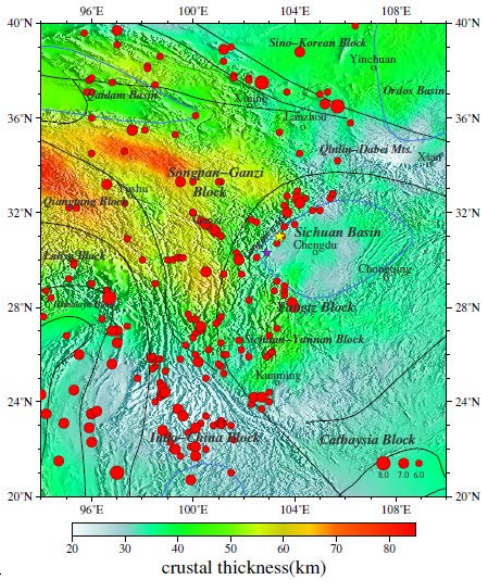 96°E 100°E 104°E 108°E
40°N 40°N
Sino-Korean Block
Yinchuan
Qaidam Basin
Ordos Basin
Xining
36°N 36°N
Lanzhou
Qinlin-Dabei Mts.
Xian
Songpan-Ganzi
Block
Yushu
Qiangtang Block
32°N 32°N
Sichuan Basin
Chengdu
Lhasa Block
Chongqing
Himalaya Block
28°N 28°N
Yangtz Block
Sichuan-Yunnan Block
Kunming
24°N 24°N
Indo-China Block
Cathaysia Block
8.0 7.0 6.0
20°N 20°N
96°E 100°E 104°E 108°E
20 30 40 50 60 70 80
crustal thickness(km)